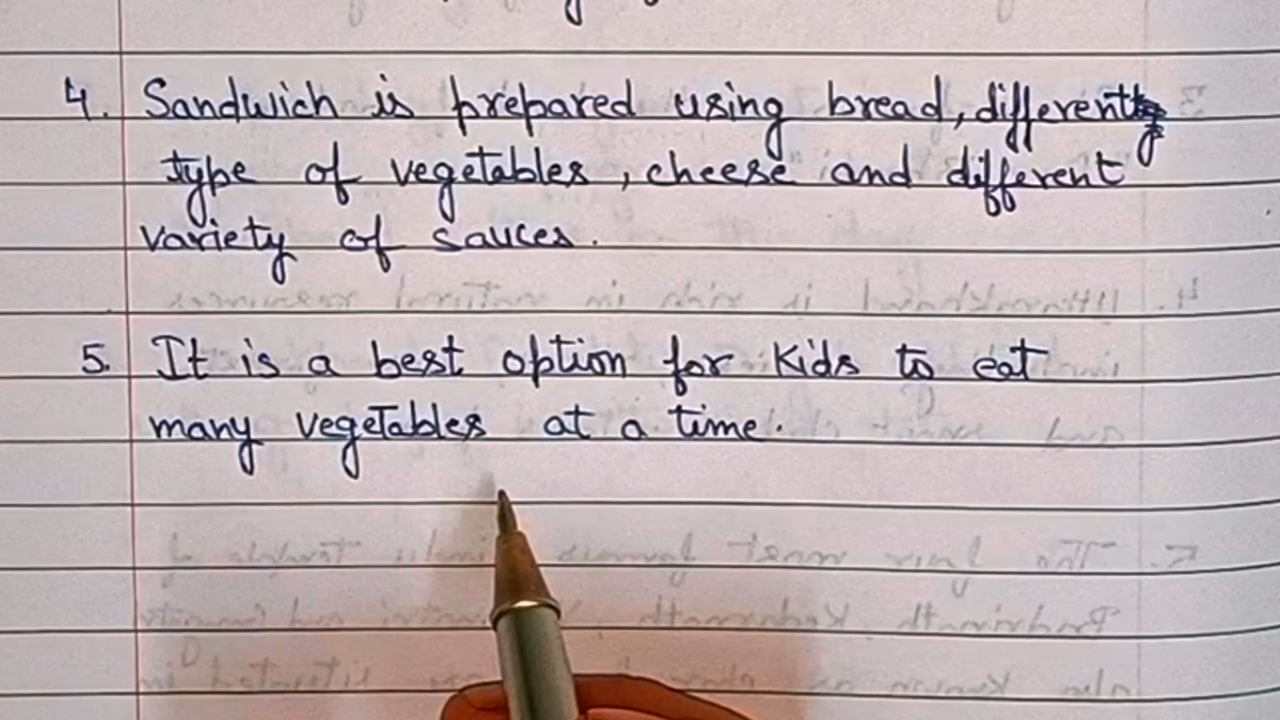 4. Sandwich is prepared using bread, different
type of vegetables, cheese and different
variety of sauces.
5. It is a best option for kids to eat
many vegetables at a time.